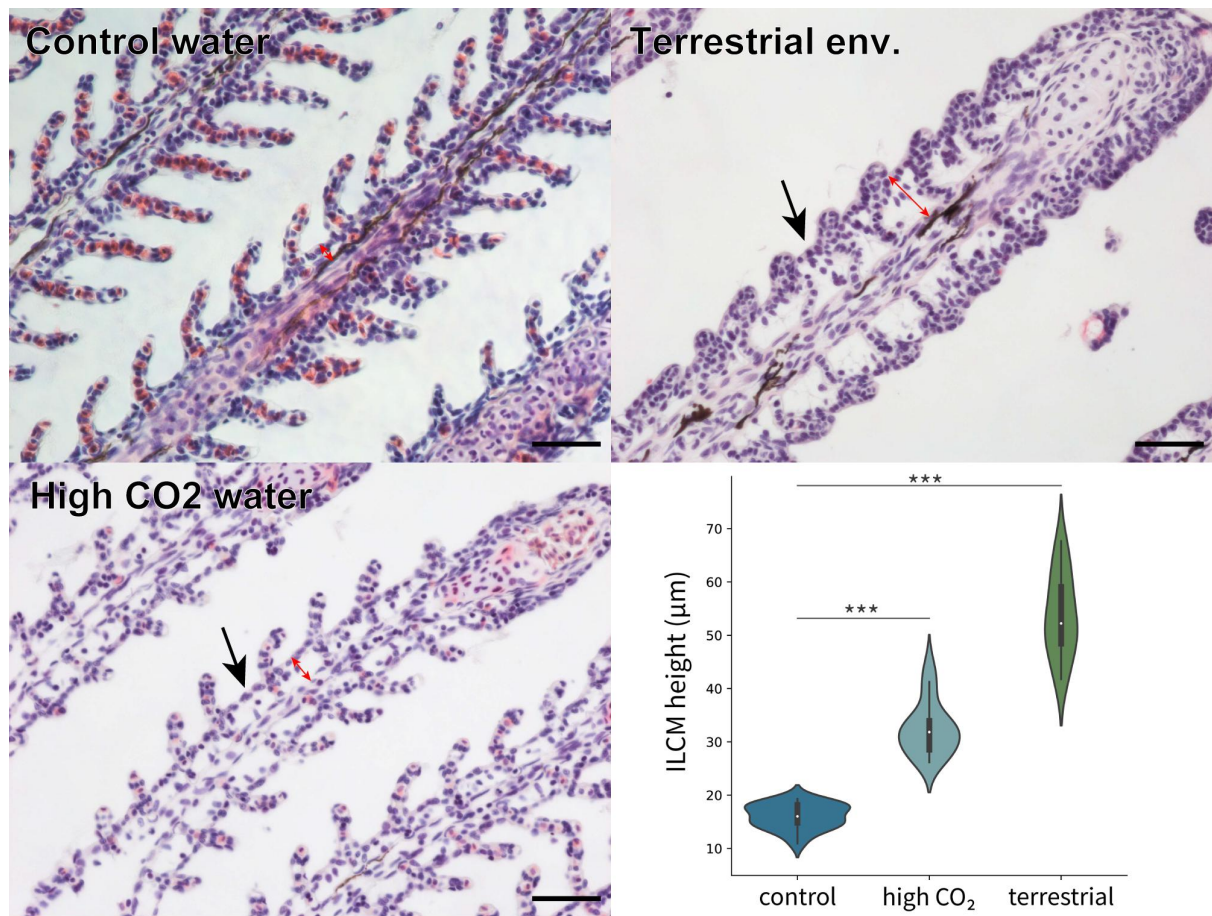 Control water
Terrestrial env.
High CO2 water
***
***
ILCM height (μm)
70
60
50
40
30
20
10
control
high CO₂
terrestrial